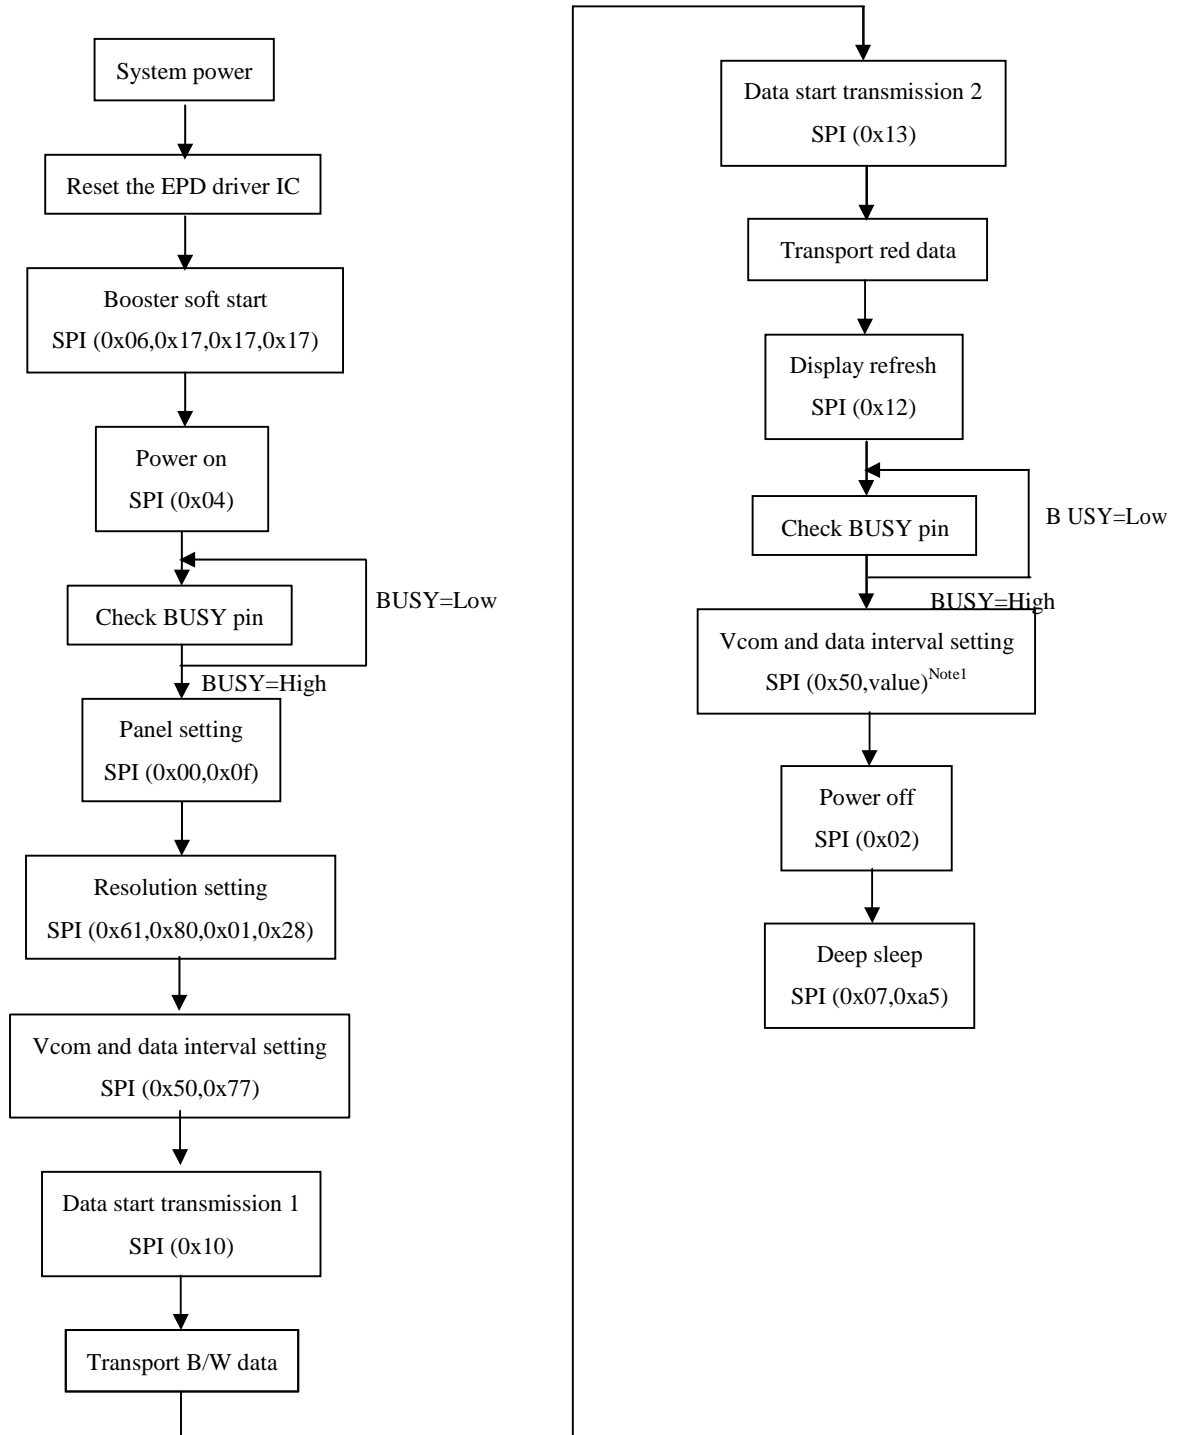 System power
Reset the EPD driver IC
Booster soft start
SPI (0x06,0x17,0x17,0x17)
Power on
SPI (0x04)
BUSY=Low
Check BUSY pin
BUSY=High
Panel setting
SPI (0x00,0x0f)
Resolution setting
SPI (0x61,0x80,0x01,0x28)
Vcom and data interval setting
SPI (0x50,0x77)
Data start transmission 1
SPI (0x10)
Transport B/W data
Data start transmission 2
SPI (0x13)
Transport red data
Display refresh
SPI (0x12)
B USY=Low
Check BUSY pin
BUSY=High
Vcom and data interval setting
SPI (0x50,value)Note1
Power off
SPI (0x02)
Deep sleep
SPI (0x07,0xa5)